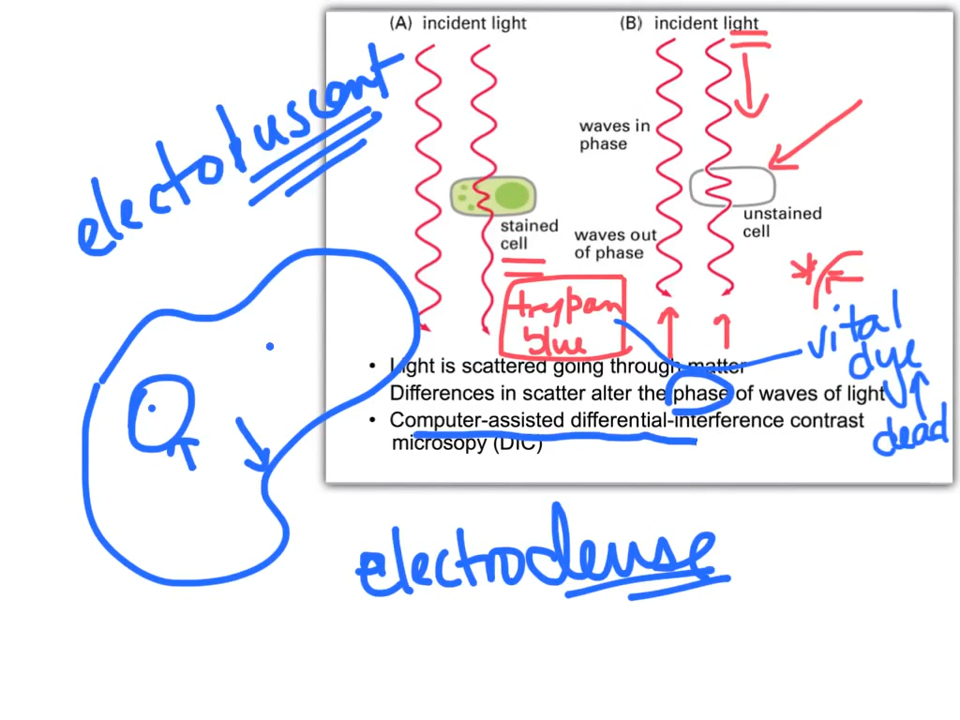 (A) incident light
(B) incident light
electoluscont
waves in
phase
stained
cell
waves out
of phase
unstained
cell
trypan
blue
vital
dye
dead
• Light is scattered going through matter
Differences in scatter alter the phase of waves of light
• Computer-assisted differential-interference contrast
microsopy (DIC)
electrodense